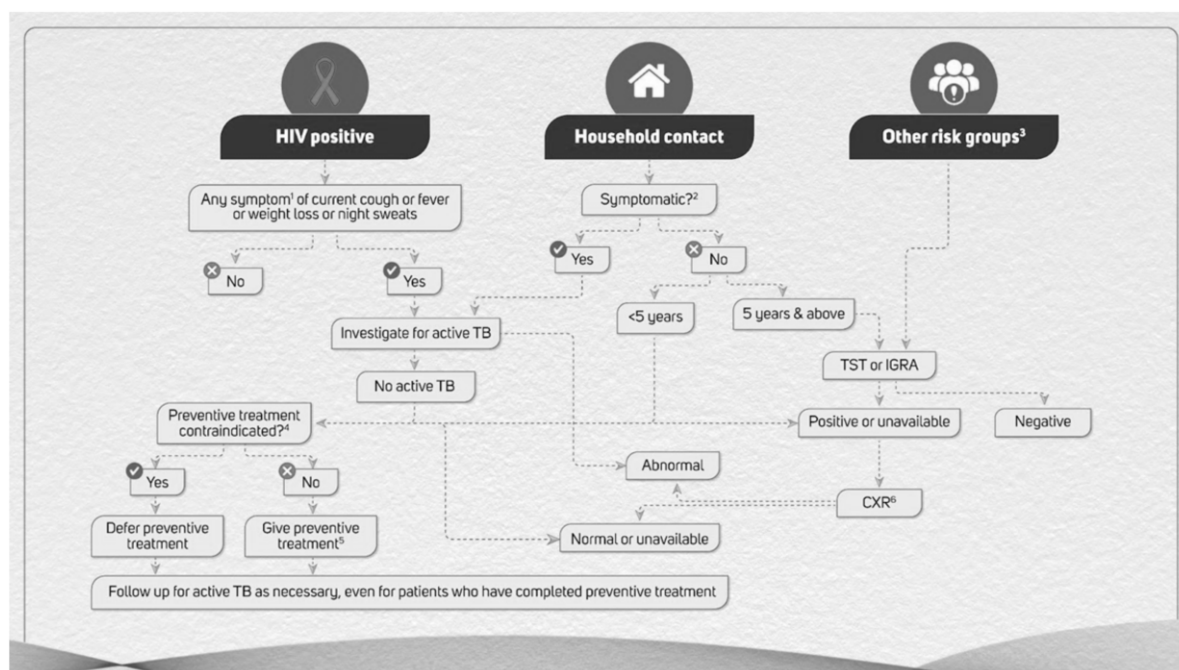 HIV positive
Household contact
Other risk groups³
Any symptom¹ of current cough or fever
or weight loss or night sweats
Symptomatic?²
No
Yes
Yes
No
<5 years
5 years & above
Investigate for active TB
TST or IGRA
No active TB
Preventive treatment
contraindicated?⁴
Positive or unavailable
Negative
Yes
No
Abnormal
CXR⁶
Defer preventive
treatment
Give preventive
treatment⁵
Normal or unavailable
Follow up for active TB as necessary, even for patients who have completed preventive treatment